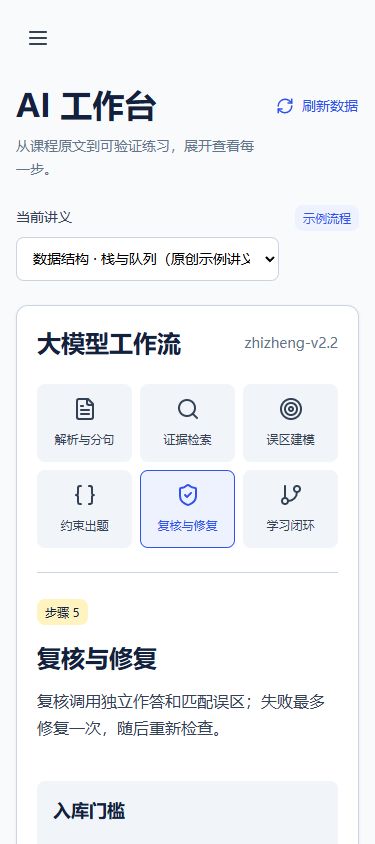 AI 工作台
刷新数据
从课程原文到可验证练习，展开查看每
一步。
当前讲义
示例流程
数据结构 · 栈与队列（原创示例讲义
大模型工作流
zhizheng-v2.2
解析与分句
证据检索
误区建模
约束出题
复核与修复
学习闭环
步骤 5
复核与修复
复核调用独立作答和匹配误区；失败最多
修复一次，随后重新检查。
入库门槛